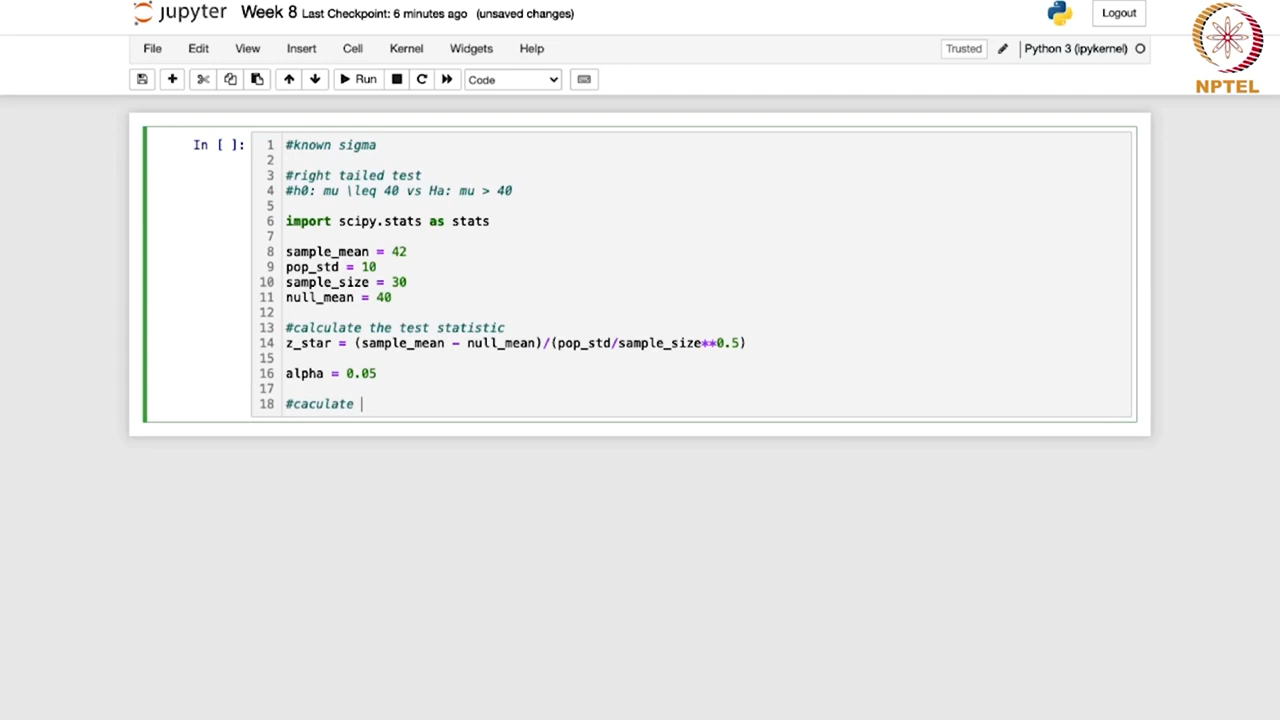 jupyter Week 8 Last Checkpoint: 6 minutes ago (unsaved changes)
Logout
File Edit View Insert Cell Kernel Widgets Help
Trusted Python 3 (ipykernel)
Run Code
NPTEL
In [ ]:
1 #known sigma
2
3 #right tailed test
4 #h0: mu \leq 40 vs Ha: mu > 40
5
6 import scipy.stats as stats
7
8 sample_mean = 42
9 pop_std = 10
10 sample_size = 30
11 null_mean = 40
12
13 #calculate the test statistic
14 z_star = (sample_mean - null_mean)/(pop_std/sample_size**0.5)
15
16 alpha = 0.05
17
18 #caculate